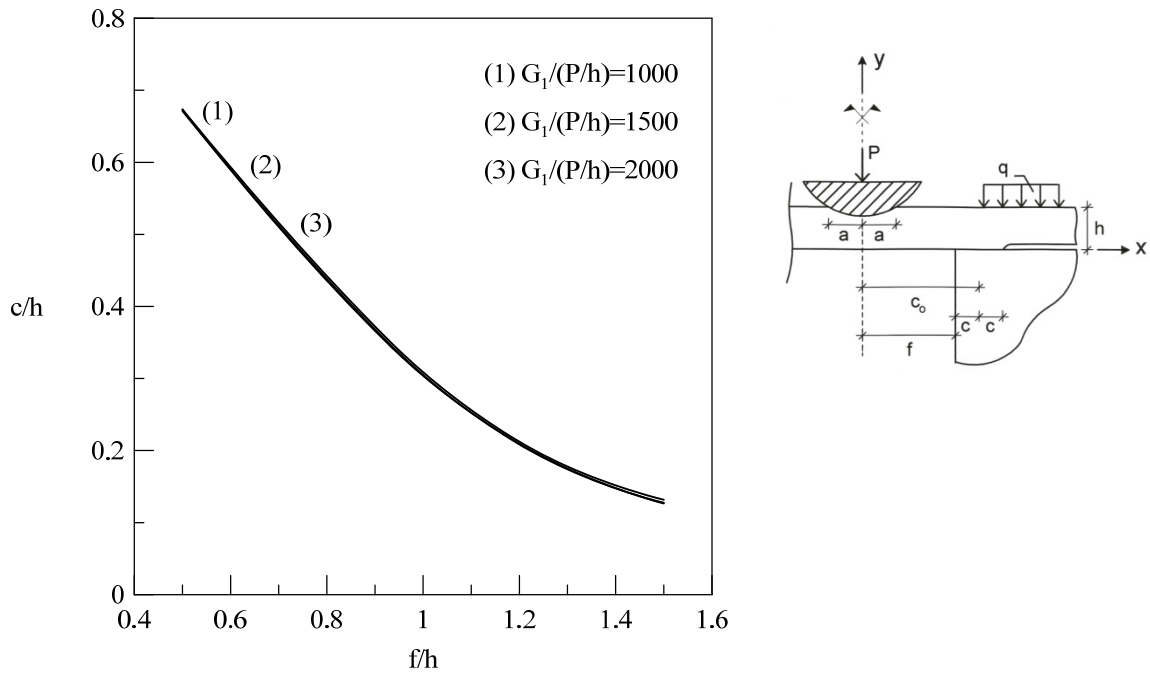 0.8
(1) G₁/(P/h)=1000
(1)
(2) G₁/(P/h)=1500
0.6
(2)
(3) G₁/(P/h)=2000
(3)
c/h
0.4
0.2
0
0.4 0.6 0.8 1 1.2 1.4 1.6
f/h
y
P
q
a a
h
x
c₀
c c
f